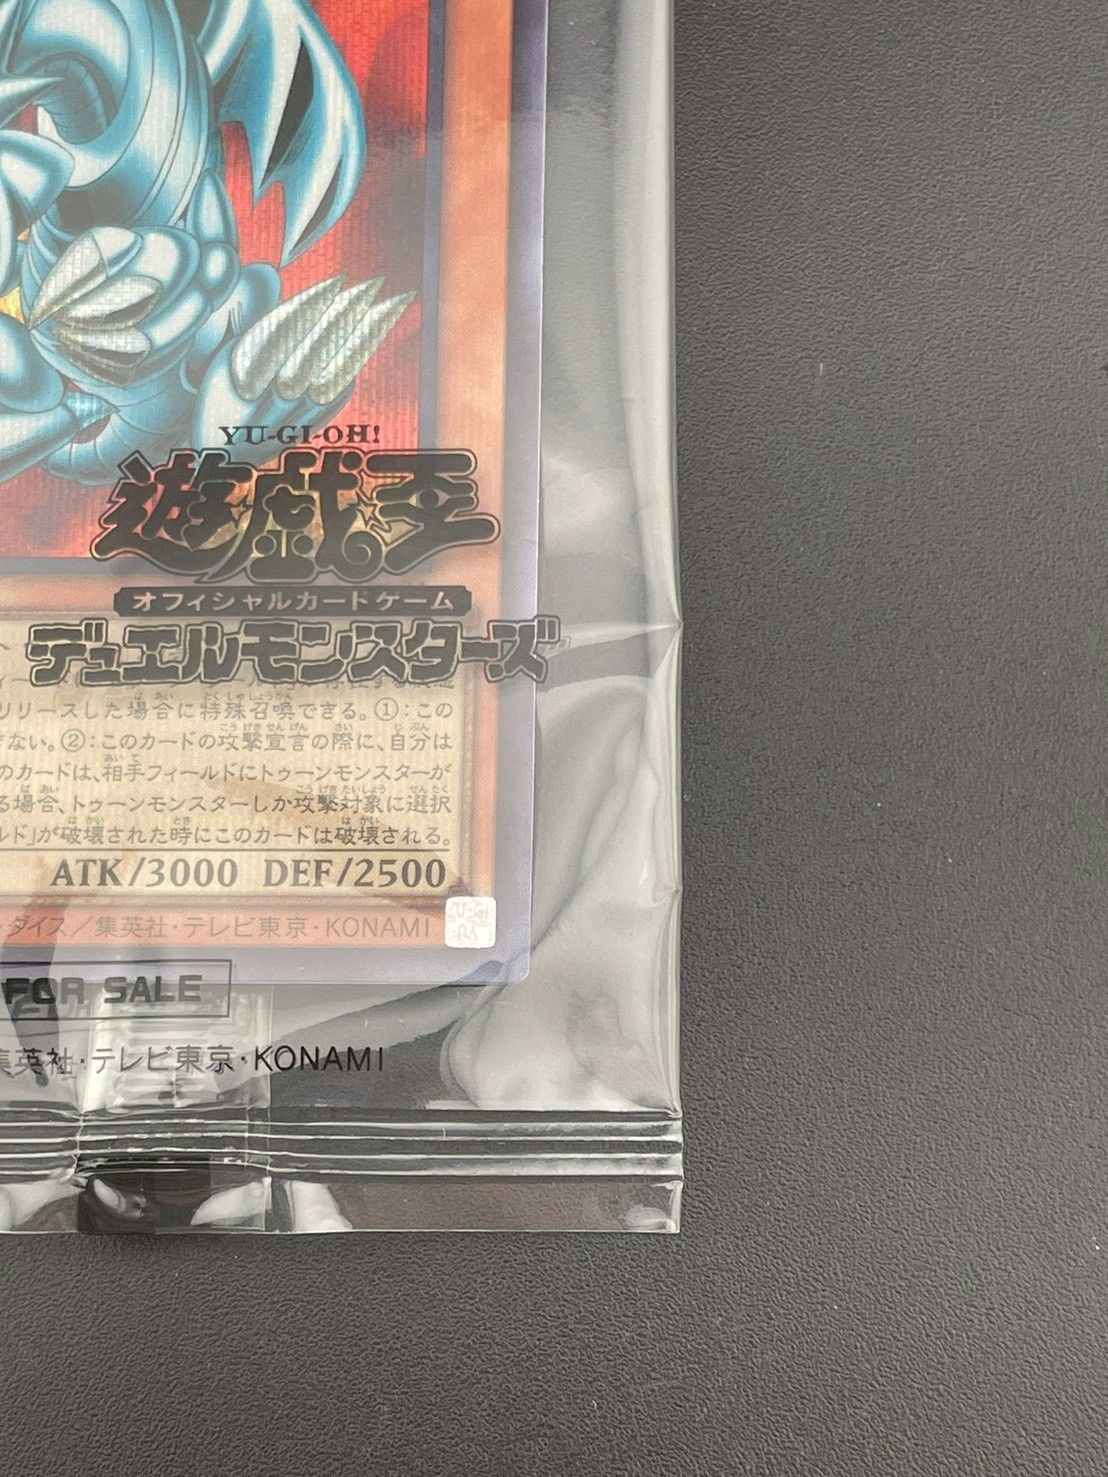 YU-GI-OH!
遊戯王
オフィシャルカードゲーム
デュエルモンスターズ
リリースした場合に特殊召喚できる。①：この
ない。②：このカードの攻撃宣言の際に、自分は
のカードは、相手フィールドにトゥーンモンスターが
る場合、トゥーンモンスターしか攻撃対象に選択
ルド」が破壊された時にこのカードは破壊される。
ATK/3000 DEF/2500
ダイス／集英社・テレビ東京・KONAMI
FOR SALE
集英社・テレビ東京・KONAMI